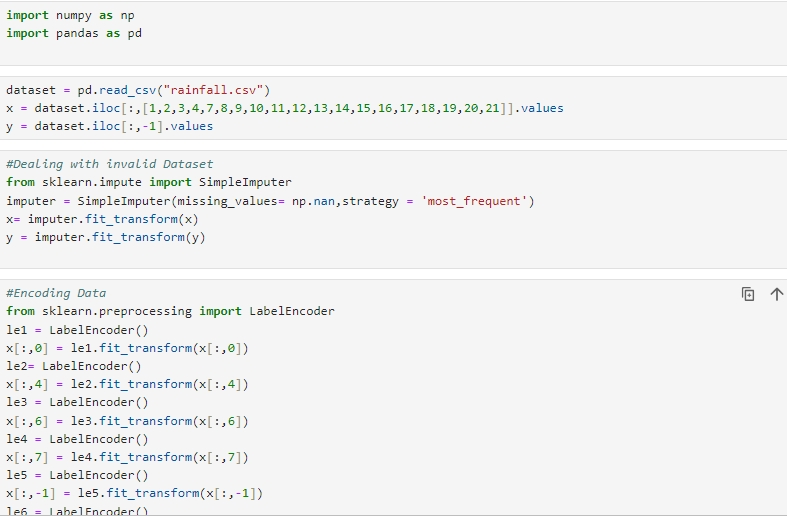 import numpy as np
import pandas as pd
dataset = pd.read_csv("rainfall.csv")
x = dataset.iloc[:,[1,2,3,4,7,8,9,10,11,12,13,14,15,16,17,18,19,20,21]].values
y = dataset.iloc[:,-1].values
#Dealing with invalid Dataset
from sklearn.impute import SimpleImputer
imputer = SimpleImputer(missing_values= np.nan,strategy = 'most_frequent')
x= imputer.fit_transform(x)
y = imputer.fit_transform(y)
#Encoding Data
from sklearn.preprocessing import LabelEncoder
le1 = LabelEncoder()
x[:,0] = le1.fit_transform(x[:,0])
le2= LabelEncoder()
x[:,4] = le2.fit_transform(x[:,4])
le3 = LabelEncoder()
x[:,6] = le3.fit_transform(x[:,6])
le4 = LabelEncoder()
x[:,7] = le4.fit_transform(x[:,7])
le5 = LabelEncoder()
x[:,-1] = le5.fit_transform(x[:,-1])
le6 = LabelEncoder()